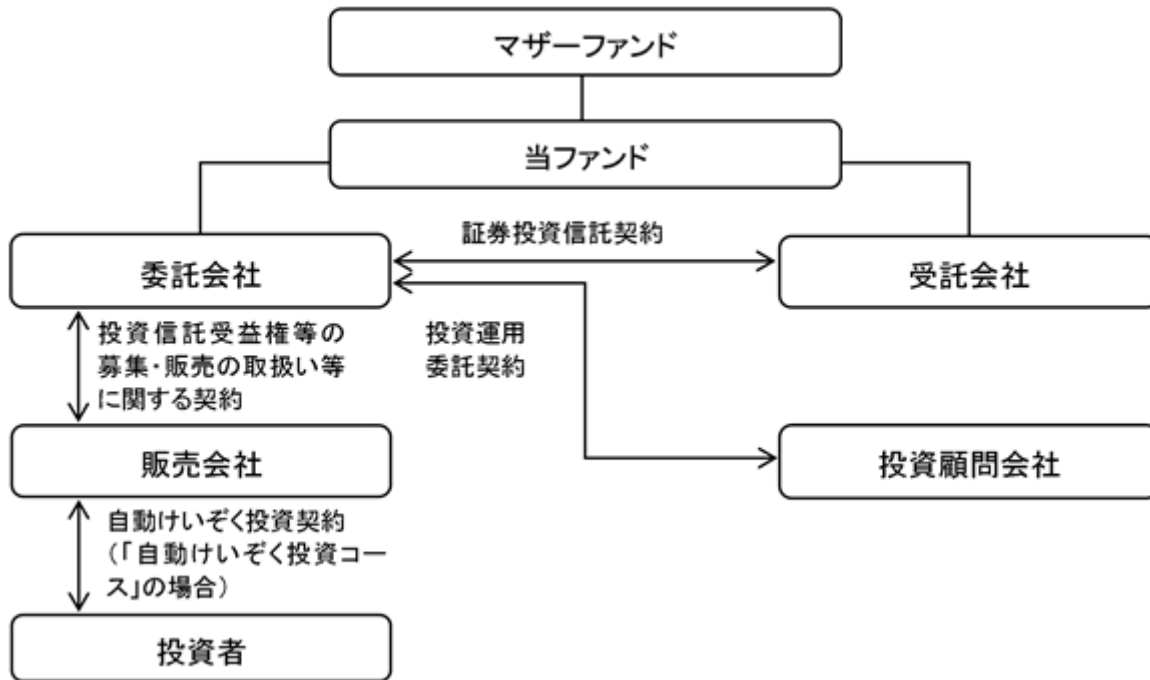 マザーファンド
当ファンド
証券投資信託契約
委託会社
受託会社
投資信託受益権等の
募集・販売の取扱い等
に関する契約
投資運用
委託契約
販売会社
投資顧問会社
自動けいぞく投資契約
(「自動けいぞく投資コー
ス」の場合)
投資者